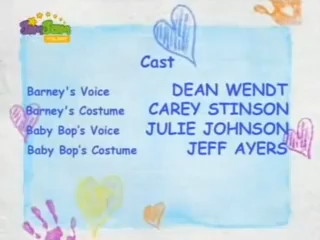 Cast
Barney's Voice DEAN WENDT
Barney's Costume CAREY STINSON
Baby Bop's Voice JULIE JOHNSON
Baby Bop's Costume JEFF AYERS